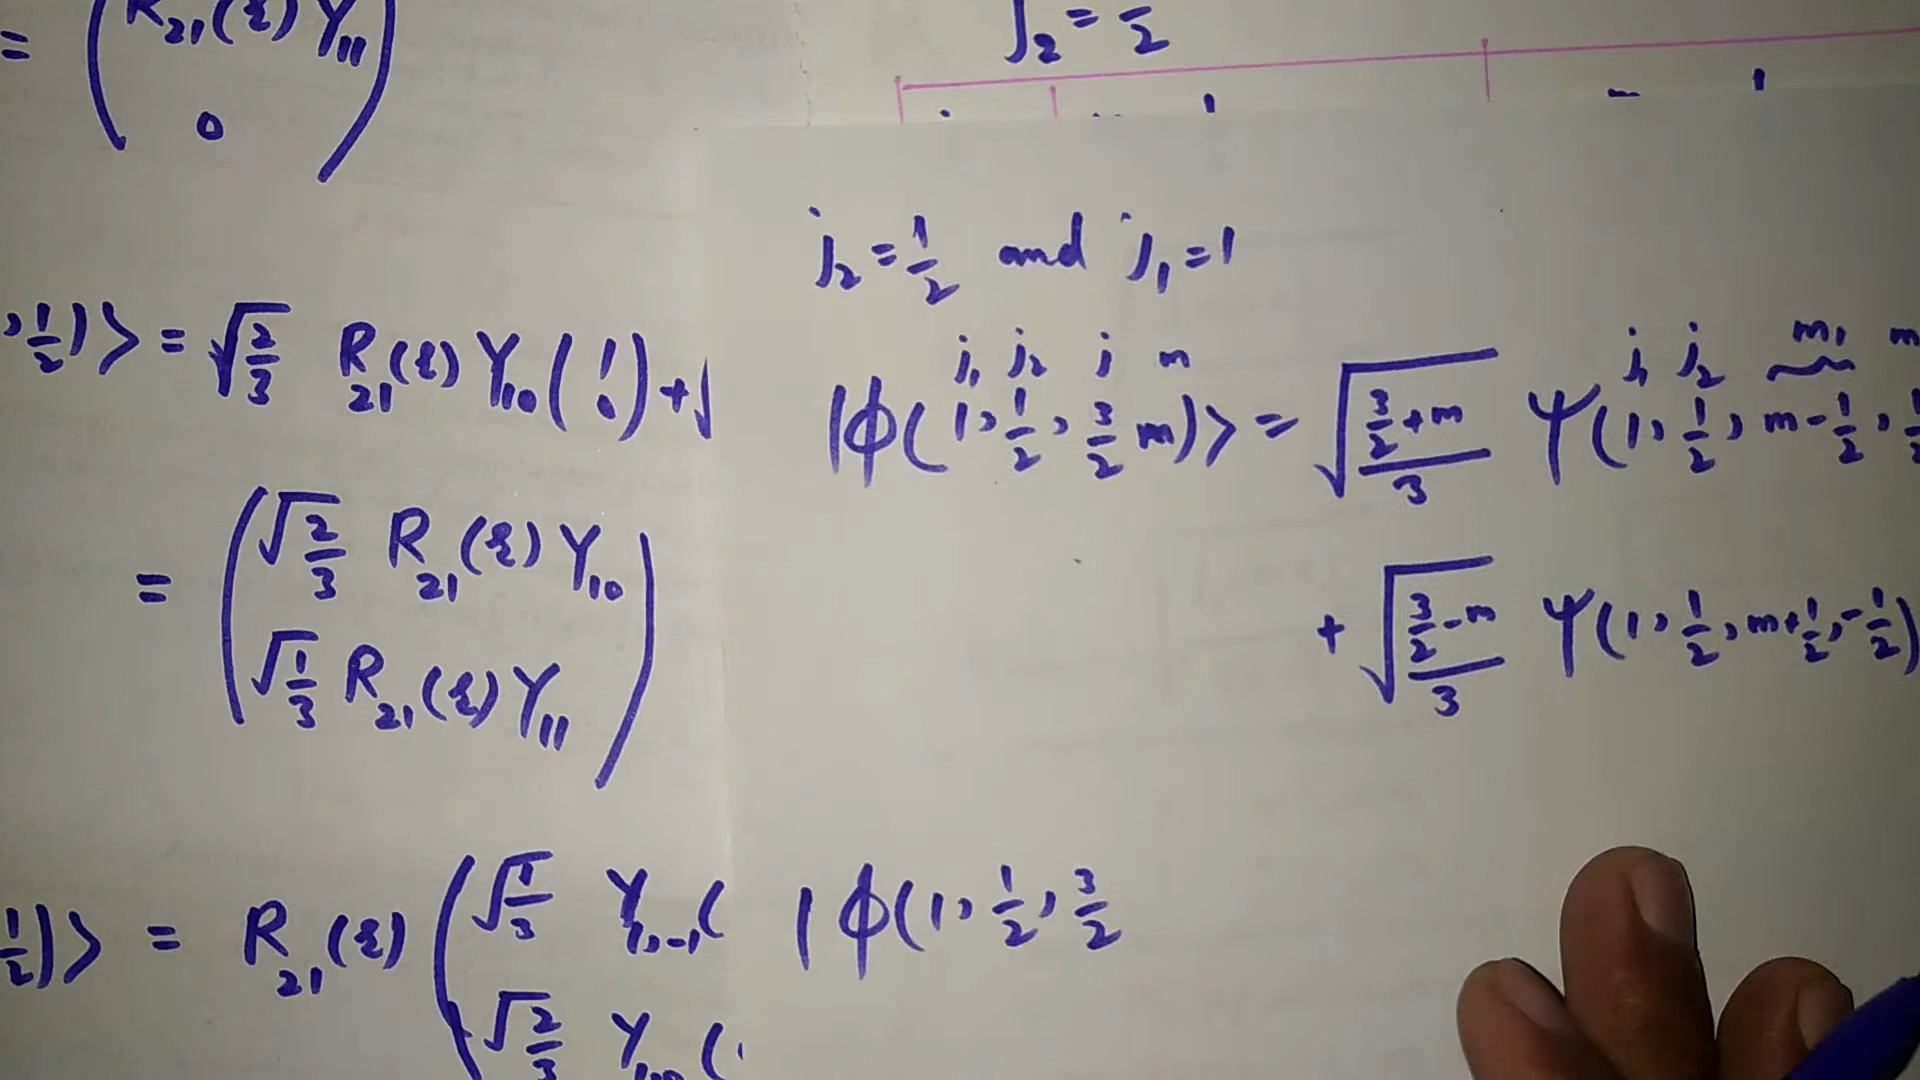 = ( R₂₁(r) Y₁₁
0 )
, ½)⟩ = √(2/3) R₂₁(r) Y₁₀ ( 1
0 ) + √
= ( √(2/3) R₂₁(r) Y₁₀
√(1/3) R₂₁(r) Y₁₁ )
½)⟩ = R₂₁(r) ( √(1/3) Y₁,₋₁(
√(2/3) Y₁₀ (
j₂ = ½ and j₁ = 1
j₁ j₂ j m
j₁ j₂ m₁ m
|ϕ(1, ½, 3/2 m)⟩ = √((3/2 + m)/3) ψ(1, ½, m - ½, ½
+ √((3/2 - m)/3) ψ(1, ½, m + ½, -½)
|ϕ(1, ½, 3/2